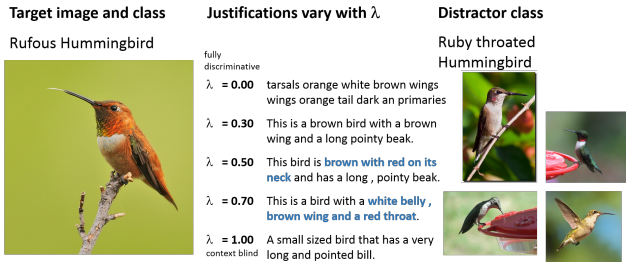 Target image and class
Justifications vary with λ
Distractor class
Rufous Hummingbird
Ruby throated
Hummingbird
fully
discriminative
λ = 0.00 tarsals orange white brown wings
wings orange tail dark an primaries
λ = 0.30 This is a brown bird with a brown
wing and a long pointy beak.
λ = 0.50 This bird is brown with red on its
neck and has a long , pointy beak.
λ = 0.70 This is a bird with a white belly ,
brown wing and a red throat.
λ = 1.00 A small sized bird that has a very
context blind long and pointed bill.